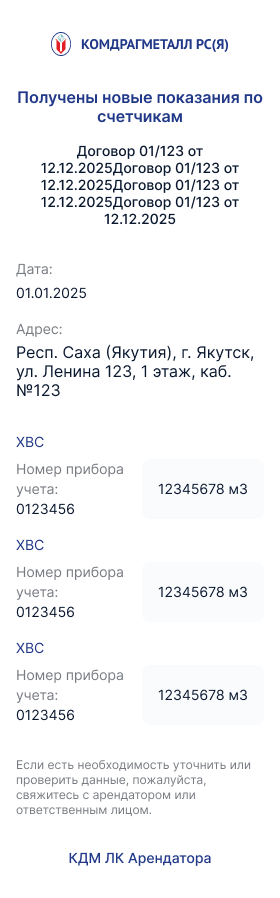 КОМДРАГМЕТАЛЛ РС(Я)
Получены новые показания по
счетчикам
Договор 01/123 от
12.12.2025Договор 01/123 от
12.12.2025Договор 01/123 от
12.12.2025Договор 01/123 от
12.12.2025
Дата:
01.01.2025
Адрес:
Респ. Саха (Якутия), г. Якутск,
ул. Ленина 123, 1 этаж, каб.
№123
ХВС
Номер прибора
учета:
0123456
12345678 м3
ХВС
Номер прибора
учета:
0123456
12345678 м3
ХВС
Номер прибора
учета:
0123456
12345678 м3
Если есть необходимость уточнить или
проверить данные, пожалуйста,
свяжитесь с арендатором или
ответственным лицом.
КДМ ЛК Арендатора